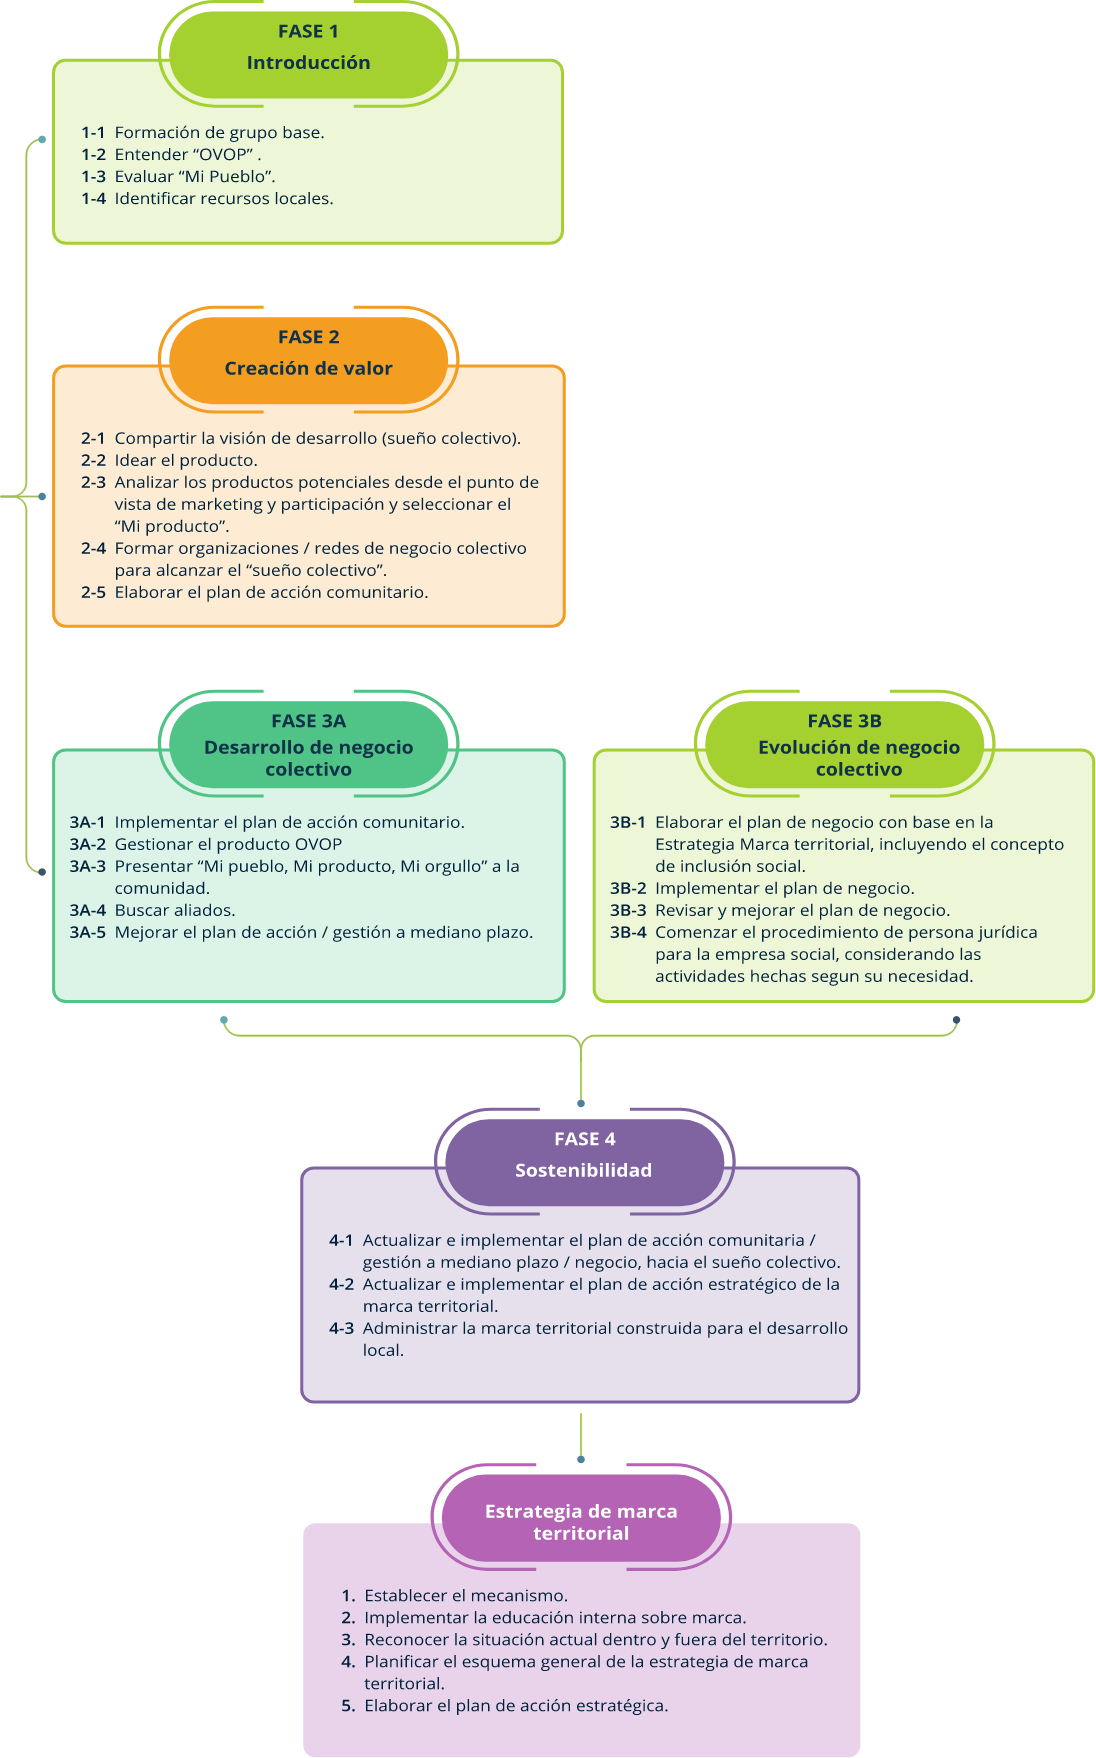 FASE 1
Introducción
1-1 Formación de grupo base.
1-2 Entender “OVOP” .
1-3 Evaluar “Mi Pueblo”.
1-4 Identificar recursos locales.
FASE 2
Creación de valor
2-1 Compartir la visión de desarrollo (sueño colectivo).
2-2 Idear el producto.
2-3 Analizar los productos potenciales desde el punto de
vista de marketing y participación y seleccionar el
“Mi producto”.
2-4 Formar organizaciones / redes de negocio colectivo
para alcanzar el “sueño colectivo”.
2-5 Elaborar el plan de acción comunitario.
FASE 3A
Desarrollo de negocio
colectivo
3A-1 Implementar el plan de acción comunitario.
3A-2 Gestionar el producto OVOP
3A-3 Presentar “Mi pueblo, Mi producto, Mi orgullo” a la
comunidad.
3A-4 Buscar aliados.
3A-5 Mejorar el plan de acción / gestión a mediano plazo.
FASE 3B
Evolución de negocio
colectivo
3B-1 Elaborar el plan de negocio con base en la
Estrategia Marca territorial, incluyendo el concepto
de inclusión social.
3B-2 Implementar el plan de negocio.
3B-3 Revisar y mejorar el plan de negocio.
3B-4 Comenzar el procedimiento de persona jurídica
para la empresa social, considerando las
actividades hechas segun su necesidad.
FASE 4
Sostenibilidad
4-1 Actualizar e implementar el plan de acción comunitaria /
gestión a mediano plazo / negocio, hacia el sueño colectivo.
4-2 Actualizar e implementar el plan de acción estratégico de la
marca territorial.
4-3 Administrar la marca territorial construida para el desarrollo
local.
Estrategia de marca
territorial
1. Establecer el mecanismo.
2. Implementar la educación interna sobre marca.
3. Reconocer la situación actual dentro y fuera del territorio.
4. Planificar el esquema general de la estrategia de marca
territorial.
5. Elaborar el plan de acción estratégica.